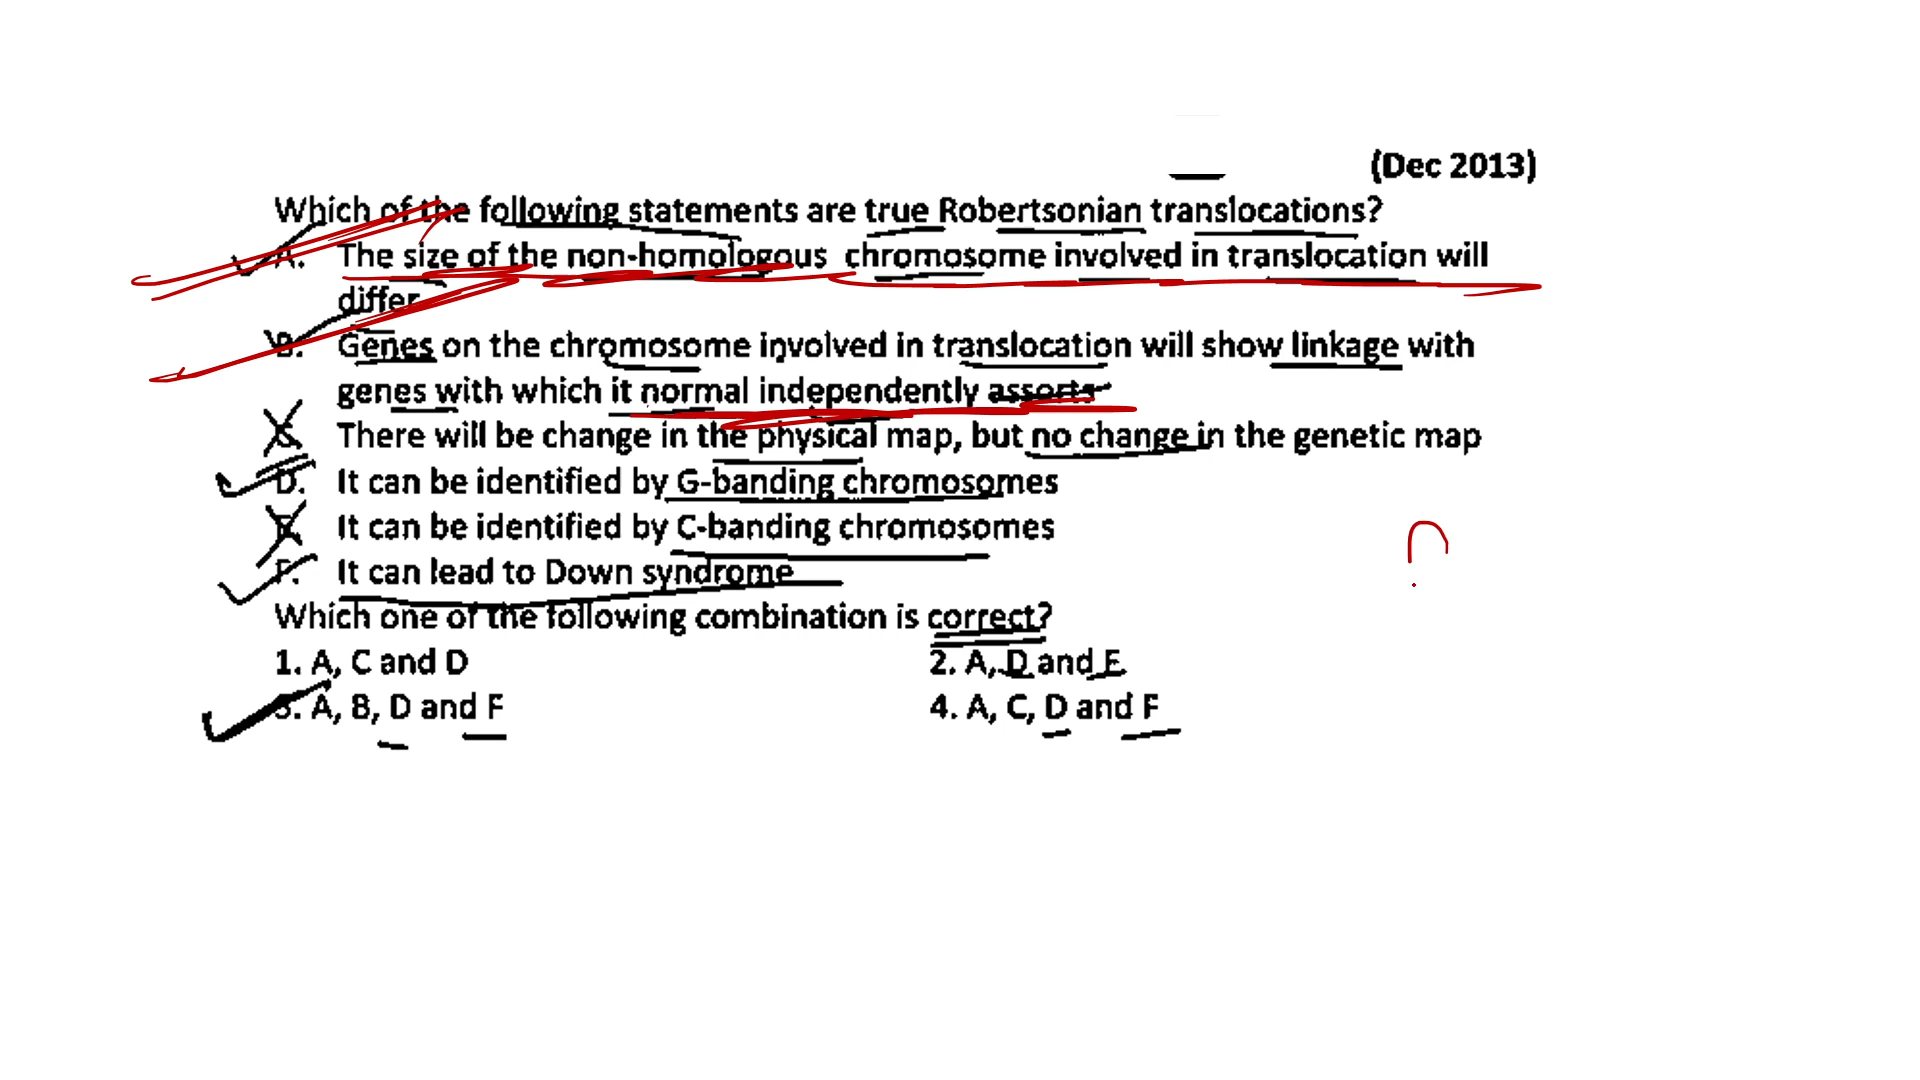 (Dec 2013)
Which of the following statements are true Robertsonian translocations?
A. The size of the non-homologous chromosome involved in translocation will
differ
B. Genes on the chromosome involved in translocation will show linkage with
genes with which it normal independently assorts
C. There will be change in the physical map, but no change in the genetic map
D. It can be identified by G-banding chromosomes
E. It can be identified by C-banding chromosomes
F. It can lead to Down syndrome
Which one of the following combination is correct?
1. A, C and D 2. A, D and E
3. A, B, D and F 4. A, C, D and F